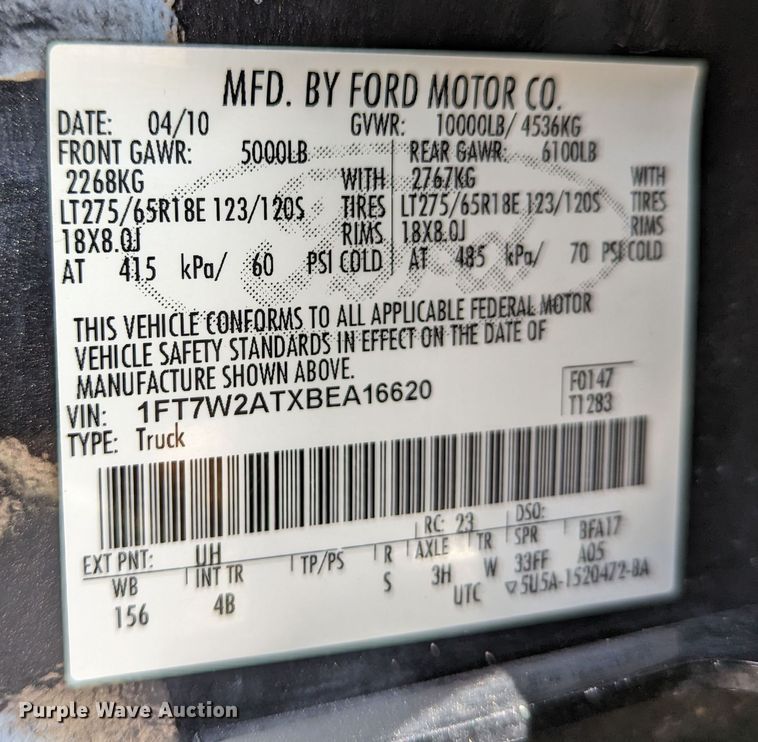 MFD. BY FORD MOTOR CO.
DATE: 04/10 GVWR: 10000LB/ 4536KG
FRONT GAWR: 5000LB REAR GAWR: 6100LB
2268KG WITH 2767KG WITH
LT275/65R18E 123/120S TIRES LT275/65R18E 123/120S TIRES
18X8.0J RIMS 18X8.0J RIMS
AT 415 kPa/ 60 PSI COLD AT 485 kPa/ 70 PSI COLD
THIS VEHICLE CONFORMS TO ALL APPLICABLE FEDERAL MOTOR
VEHICLE SAFETY STANDARDS IN EFFECT ON THE DATE OF
MANUFACTURE SHOWN ABOVE.
VIN: 1FT7W2ATXBEA16620 F0147
TYPE: Truck T1283
EXT PNT: UH RC: 23 DSO:
WB INT TR TP/PS R AXLE TR SPR BFA17
156 4B S 3H W 33FF A05
UTC ▽5U5A-1520472-BA
Purple Wave Auction